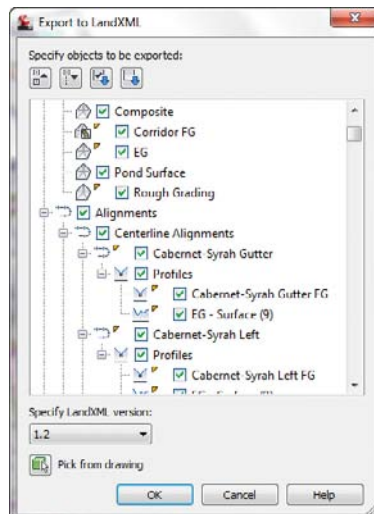 Export to LandXML
Specify objects to be exported:
Composite
Corridor FG
EG
Pond Surface
Rough Grading
Alignments
Centerline Alignments
Cabernet-Syrah Gutter
Profiles
Cabernet-Syrah Gutter FG
EG - Surface (9)
Cabernet-Syrah Left
Profiles
Cabernet-Syrah Left FG
Specify LandXML version:
1.2
Pick from drawing
OK Cancel Help